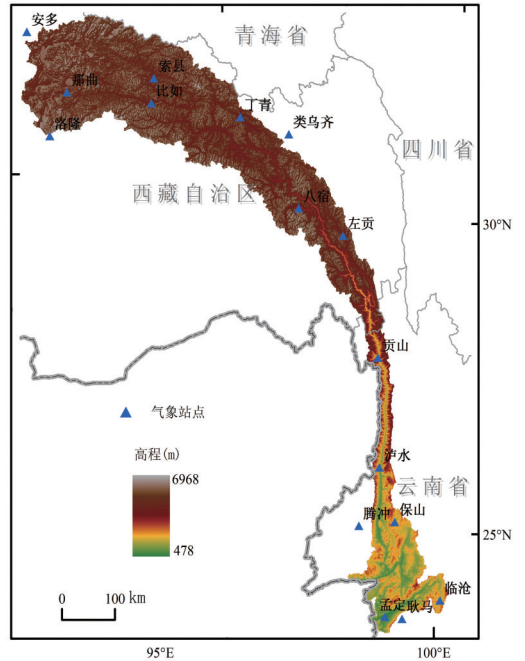 安多
青海省
索县
那曲
比如
丁青
类乌齐
洛隆
四川省
西藏自治区
八宿
左贡
30°N
贡山
气象站点
高程(m)
6968
478
泸水
云南省
腾冲
保山
25°N
临沧
孟定
耿马
0
100 km
95°E
100°E